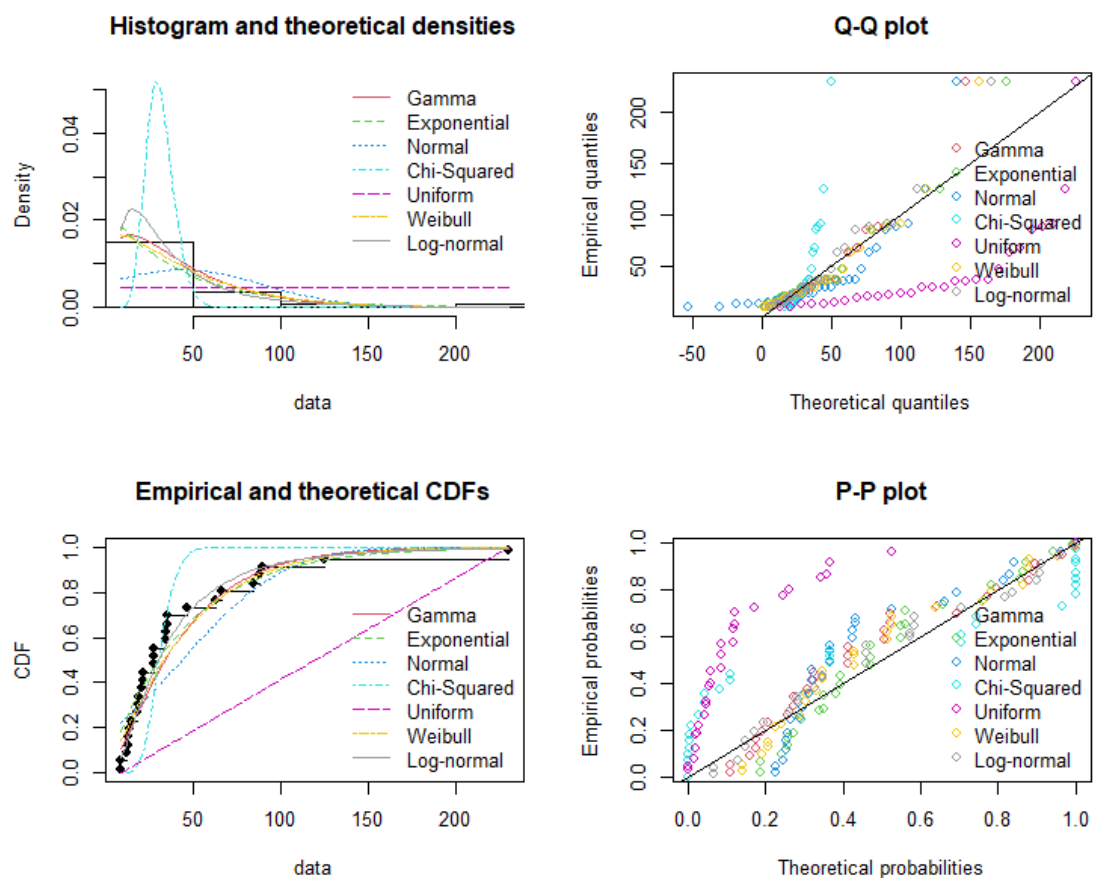 Histogram and theoretical densities
Density
0.00
0.02
0.04
50
100
150
200
data
Gamma
Exponential
Normal
Chi-Squared
Uniform
Weibull
Log-normal
Q-Q plot
Empirical quantiles
50
100
150
200
-50
0
50
100
150
200
Theoretical quantiles
Gamma
Exponential
Normal
Chi-Squared
Uniform
Weibull
Log-normal
Empirical and theoretical CDFs
CDF
0.0
0.2
0.4
0.6
0.8
1.0
50
100
150
200
data
Gamma
Exponential
Normal
Chi-Squared
Uniform
Weibull
Log-normal
P-P plot
Empirical probabilities
0.0
0.2
0.4
0.6
0.8
1.0
0.0
0.2
0.4
0.6
0.8
1.0
Theoretical probabilities
Gamma
Exponential
Normal
Chi-Squared
Uniform
Weibull
Log-normal